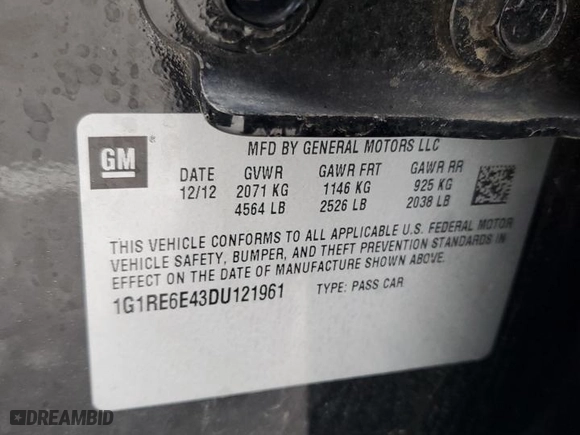 MFD BY GENERAL MOTORS LLC
GM ®
DATE GVWR GAWR FRT GAWR RR
12/12 2071 KG 1146 KG 925 KG
4564 LB 2526 LB 2038 LB
THIS VEHICLE CONFORMS TO ALL APPLICABLE U.S. FEDERAL MOTOR
VEHICLE SAFETY, BUMPER, AND THEFT PREVENTION STANDARDS IN
EFFECT ON THE DATE OF MANUFACTURE SHOWN ABOVE.
1G1RE6E43DU121961 TYPE: PASS CAR
DREAMBID